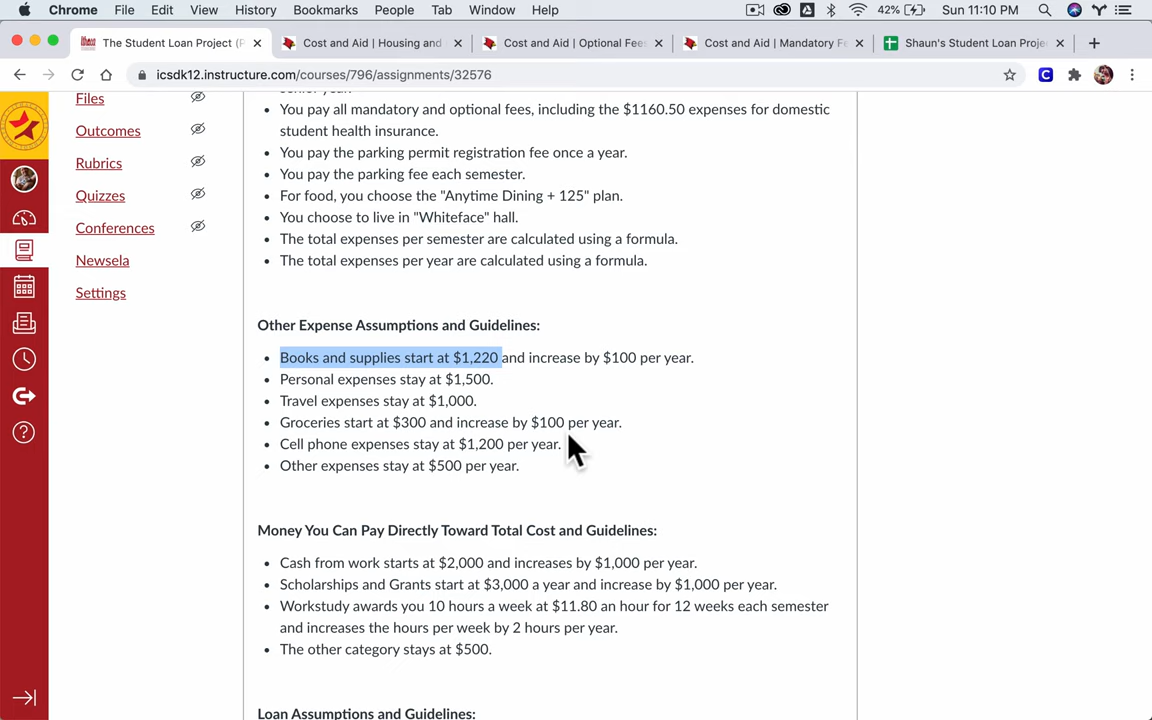 Chrome File Edit View History Bookmarks People Tab Window Help 42% Sun 11:10 PM
The Student Loan Project (P Cost and Aid | Housing and Cost and Aid | Optional Fees Cost and Aid | Mandatory Fe Shaun's Student Loan Projec
icsdk12.instructure.com/courses/796/assignments/32576
Files
Outcomes
Rubrics
Quizzes
Conferences
Newsela
Settings
• You pay all mandatory and optional fees, including the $1160.50 expenses for domestic
student health insurance.
• You pay the parking permit registration fee once a year.
• You pay the parking fee each semester.
• For food, you choose the "Anytime Dining + 125" plan.
• You choose to live in "Whiteface" hall.
• The total expenses per semester are calculated using a formula.
• The total expenses per year are calculated using a formula.
Other Expense Assumptions and Guidelines:
• Books and supplies start at $1,220 and increase by $100 per year.
• Personal expenses stay at $1,500.
• Travel expenses stay at $1,000.
• Groceries start at $300 and increase by $100 per year.
• Cell phone expenses stay at $1,200 per year.
• Other expenses stay at $500 per year.
Money You Can Pay Directly Toward Total Cost and Guidelines:
• Cash from work starts at $2,000 and increases by $1,000 per year.
• Scholarships and Grants start at $3,000 a year and increase by $1,000 per year.
• Workstudy awards you 10 hours a week at $11.80 an hour for 12 weeks each semester
and increases the hours per week by 2 hours per year.
• The other category stays at $500.
Loan Assumptions and Guidelines: